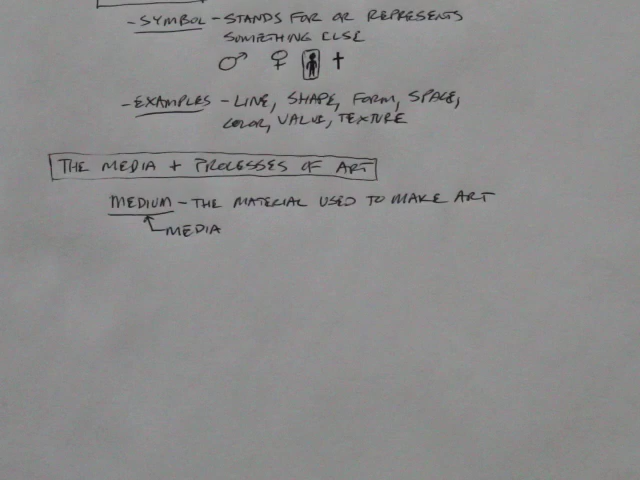 - SYMBOL - STANDS FOR OR REPRESENTS
SOMETHING ELSE
♂ ♀ ✝
- EXAMPLES - LINE, SHAPE, FORM, SPACE,
COLOR, VALUE, TEXTURE
THE MEDIA + PROCESSES OF ART
MEDIUM - THE MATERIAL USED TO MAKE ART
MEDIA